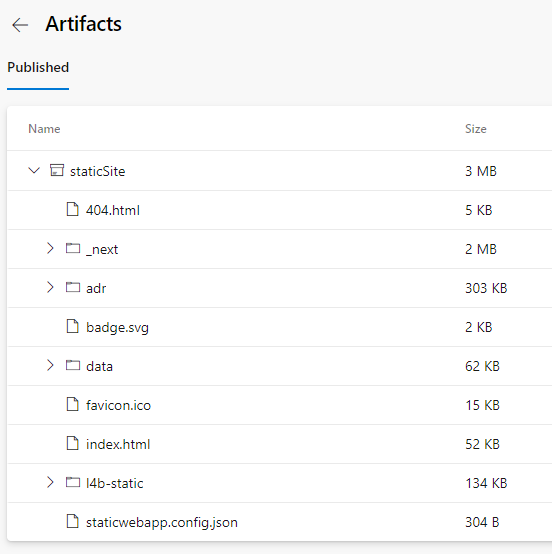 Artifacts
Published
Name Size
staticSite 3 MB
404.html 5 KB
_next 2 MB
adr 303 KB
badge.svg 2 KB
data 62 KB
favicon.ico 15 KB
index.html 52 KB
l4b-static 134 KB
staticwebapp.config.json 304 B